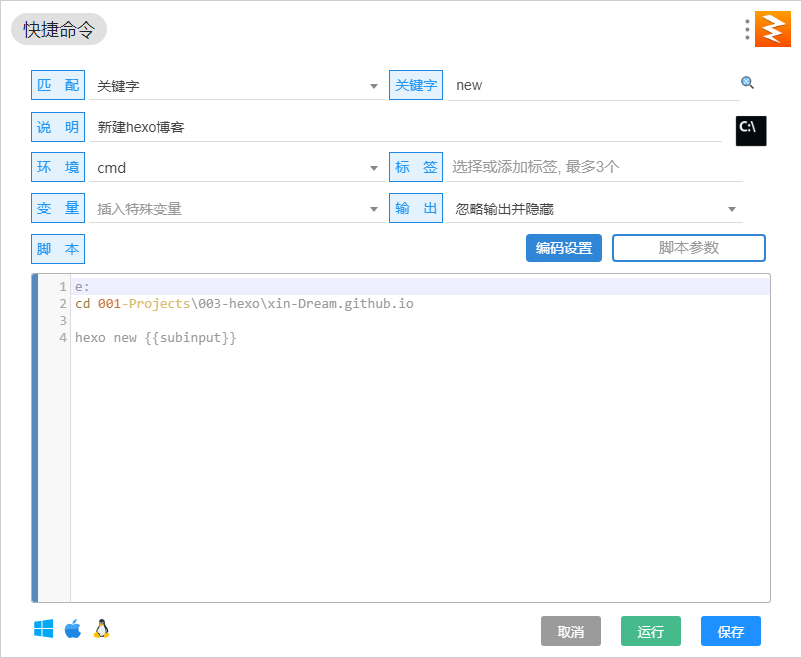 快捷命令
匹 配 关键字 关键字 new
说 明 新建hexo博客 C:\
环 境 cmd 标 签 选择或添加标签, 最多3个
变 量 插入特殊变量 输 出 忽略输出并隐藏
脚 本 编码设置 脚本参数
1 e:
2 cd 001-Projects\003-hexo\xin-Dream.github.io
3
4 hexo new {{subinput}}
取消 运行 保存